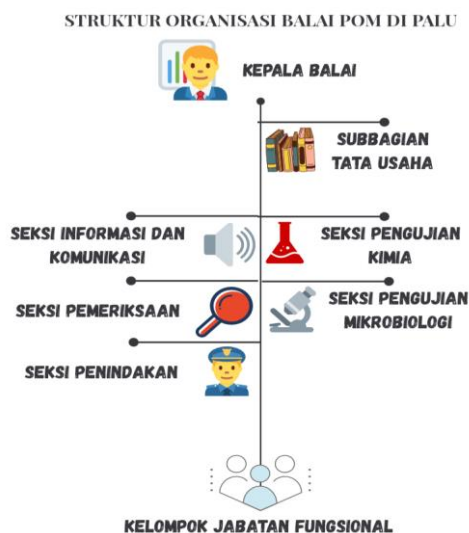 STRUKTUR ORGANISASI BALAI POM DI PALU
KEPALA BALAI
SUBBAGIAN
TATA USAHA
SEKSI INFORMASI DAN
KOMUNIKASI
SEKSI PENGUJIAN
KIMIA
SEKSI PEMERIKSAAN
SEKSI PENGUJIAN
MIKROBIOLOGI
SEKSI PENINDAKAN
KELOMPOK JABATAN FUNGSIONAL